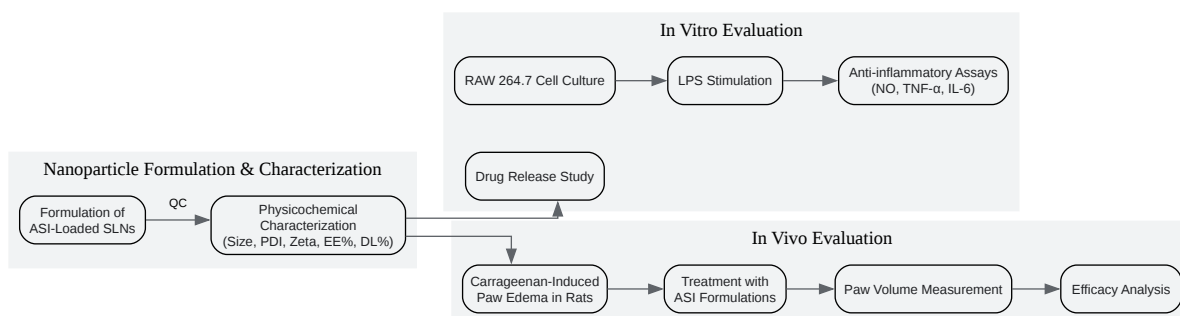 In Vitro Evaluation
RAW 264.7 Cell Culture
LPS Stimulation
Anti-inflammatory Assays
(NO, TNF-α, IL-6)
Drug Release Study
Nanoparticle Formulation & Characterization
Formulation of
ASI-Loaded SLNs
QC
Physicochemical
Characterization
(Size, PDI, Zeta, EE%, DL%)
In Vivo Evaluation
Carrageenan-Induced
Paw Edema in Rats
Treatment with
ASI Formulations
Paw Volume Measurement
Efficacy Analysis